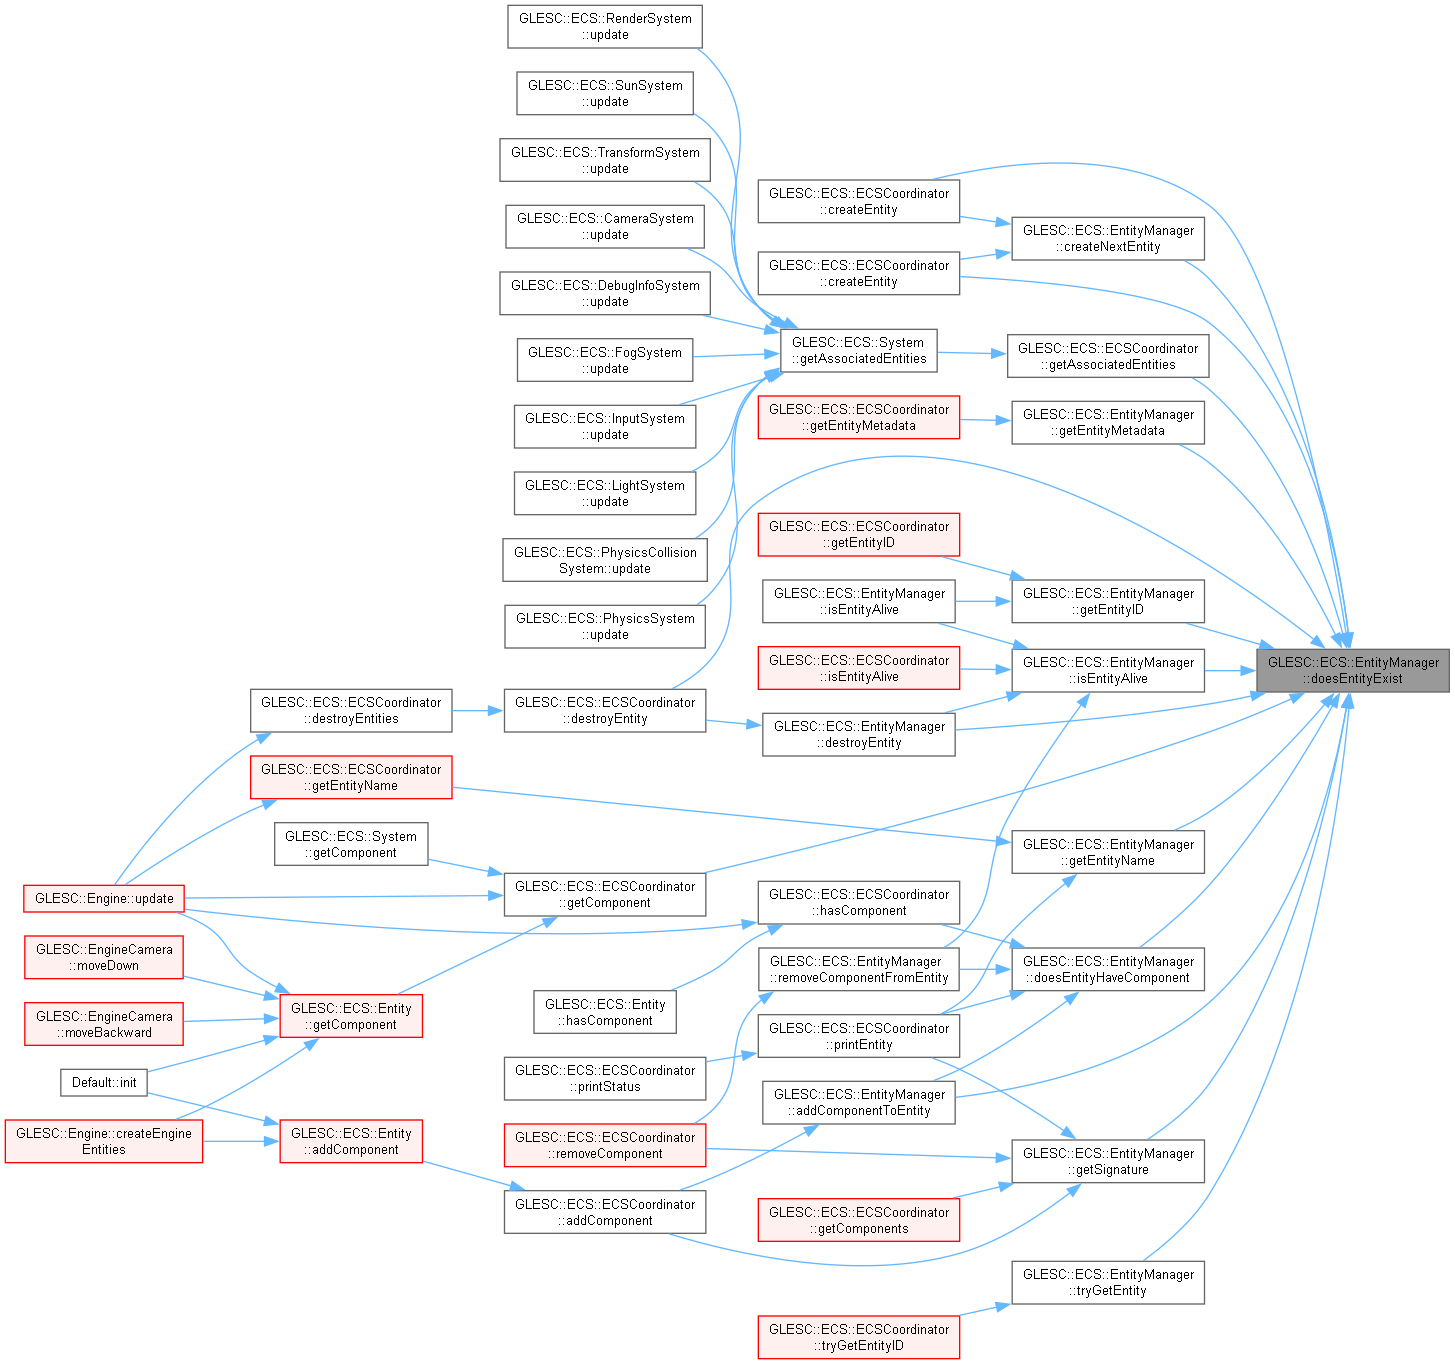 GLESC::ECS::RenderSystem
::update
GLESC::ECS::SunSystem
::update
GLESC::ECS::TransformSystem
::update
GLESC::ECS::CameraSystem
::update
GLESC::ECS::DebugInfoSystem
::update
GLESC::ECS::FogSystem
::update
GLESC::ECS::InputSystem
::update
GLESC::ECS::LightSystem
::update
GLESC::ECS::PhysicsCollision
System::update
GLESC::ECS::PhysicsSystem
::update
GLESC::ECS::ECSCoordinator
::createEntity
GLESC::ECS::ECSCoordinator
::createEntity
GLESC::ECS::EntityManager
::createNextEntity
GLESC::ECS::System
::getAssociatedEntities
GLESC::ECS::ECSCoordinator
::getAssociatedEntities
GLESC::ECS::ECSCoordinator
::getEntityMetadata
GLESC::ECS::EntityManager
::getEntityMetadata
GLESC::ECS::ECSCoordinator
::getEntityID
GLESC::ECS::EntityManager
::isEntityAlive
GLESC::ECS::EntityManager
::getEntityID
GLESC::ECS::ECSCoordinator
::isEntityAlive
GLESC::ECS::EntityManager
::isEntityAlive
GLESC::ECS::EntityManager
::doesEntityExist
GLESC::ECS::ECSCoordinator
::destroyEntities
GLESC::ECS::ECSCoordinator
::destroyEntity
GLESC::ECS::EntityManager
::destroyEntity
GLESC::ECS::ECSCoordinator
::getEntityName
GLESC::ECS::System
::getComponent
GLESC::ECS::EntityManager
::getEntityName
GLESC::Engine::update
GLESC::ECS::ECSCoordinator
::getComponent
GLESC::ECS::ECSCoordinator
::hasComponent
GLESC::EngineCamera
::moveDown
GLESC::ECS::EntityManager
::removeComponentFromEntity
GLESC::ECS::EntityManager
::doesEntityHaveComponent
GLESC::EngineCamera
::moveBackward
GLESC::ECS::Entity
::getComponent
GLESC::ECS::Entity
::hasComponent
GLESC::ECS::ECSCoordinator
::printEntity
Default::init
GLESC::ECS::ECSCoordinator
::printStatus
GLESC::ECS::EntityManager
::addComponentToEntity
GLESC::Engine::createEngine
Entities
GLESC::ECS::Entity
::addComponent
GLESC::ECS::ECSCoordinator
::removeComponent
GLESC::ECS::EntityManager
::getSignature
GLESC::ECS::ECSCoordinator
::addComponent
GLESC::ECS::ECSCoordinator
::getComponents
GLESC::ECS::EntityManager
::tryGetEntity
GLESC::ECS::ECSCoordinator
::tryGetEntityID